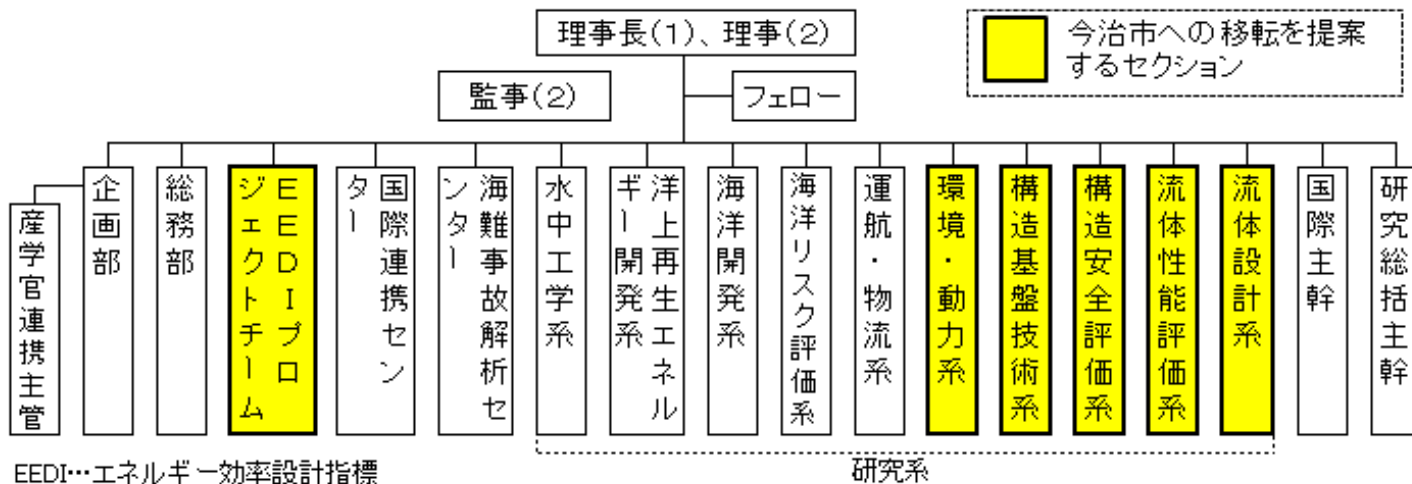 理事長(1)、理事(2)
今治市への移転を提案
するセクション
監事(2)
フェロー
産学官連携主管
企画部
総務部
EEDIプロ
ジェクトチーム
国際連携セン
ター
海難事故解析セ
ンター
水中工学系
洋上再生エネル
ギー開発系
海洋開発系
海洋リスク評価系
運航・物流系
環境・動力系
構造基盤技術系
構造安全評価系
流体性能評価系
流体設計系
国際主幹
研究総括主幹
EEDI…エネルギー効率設計指標
研究系